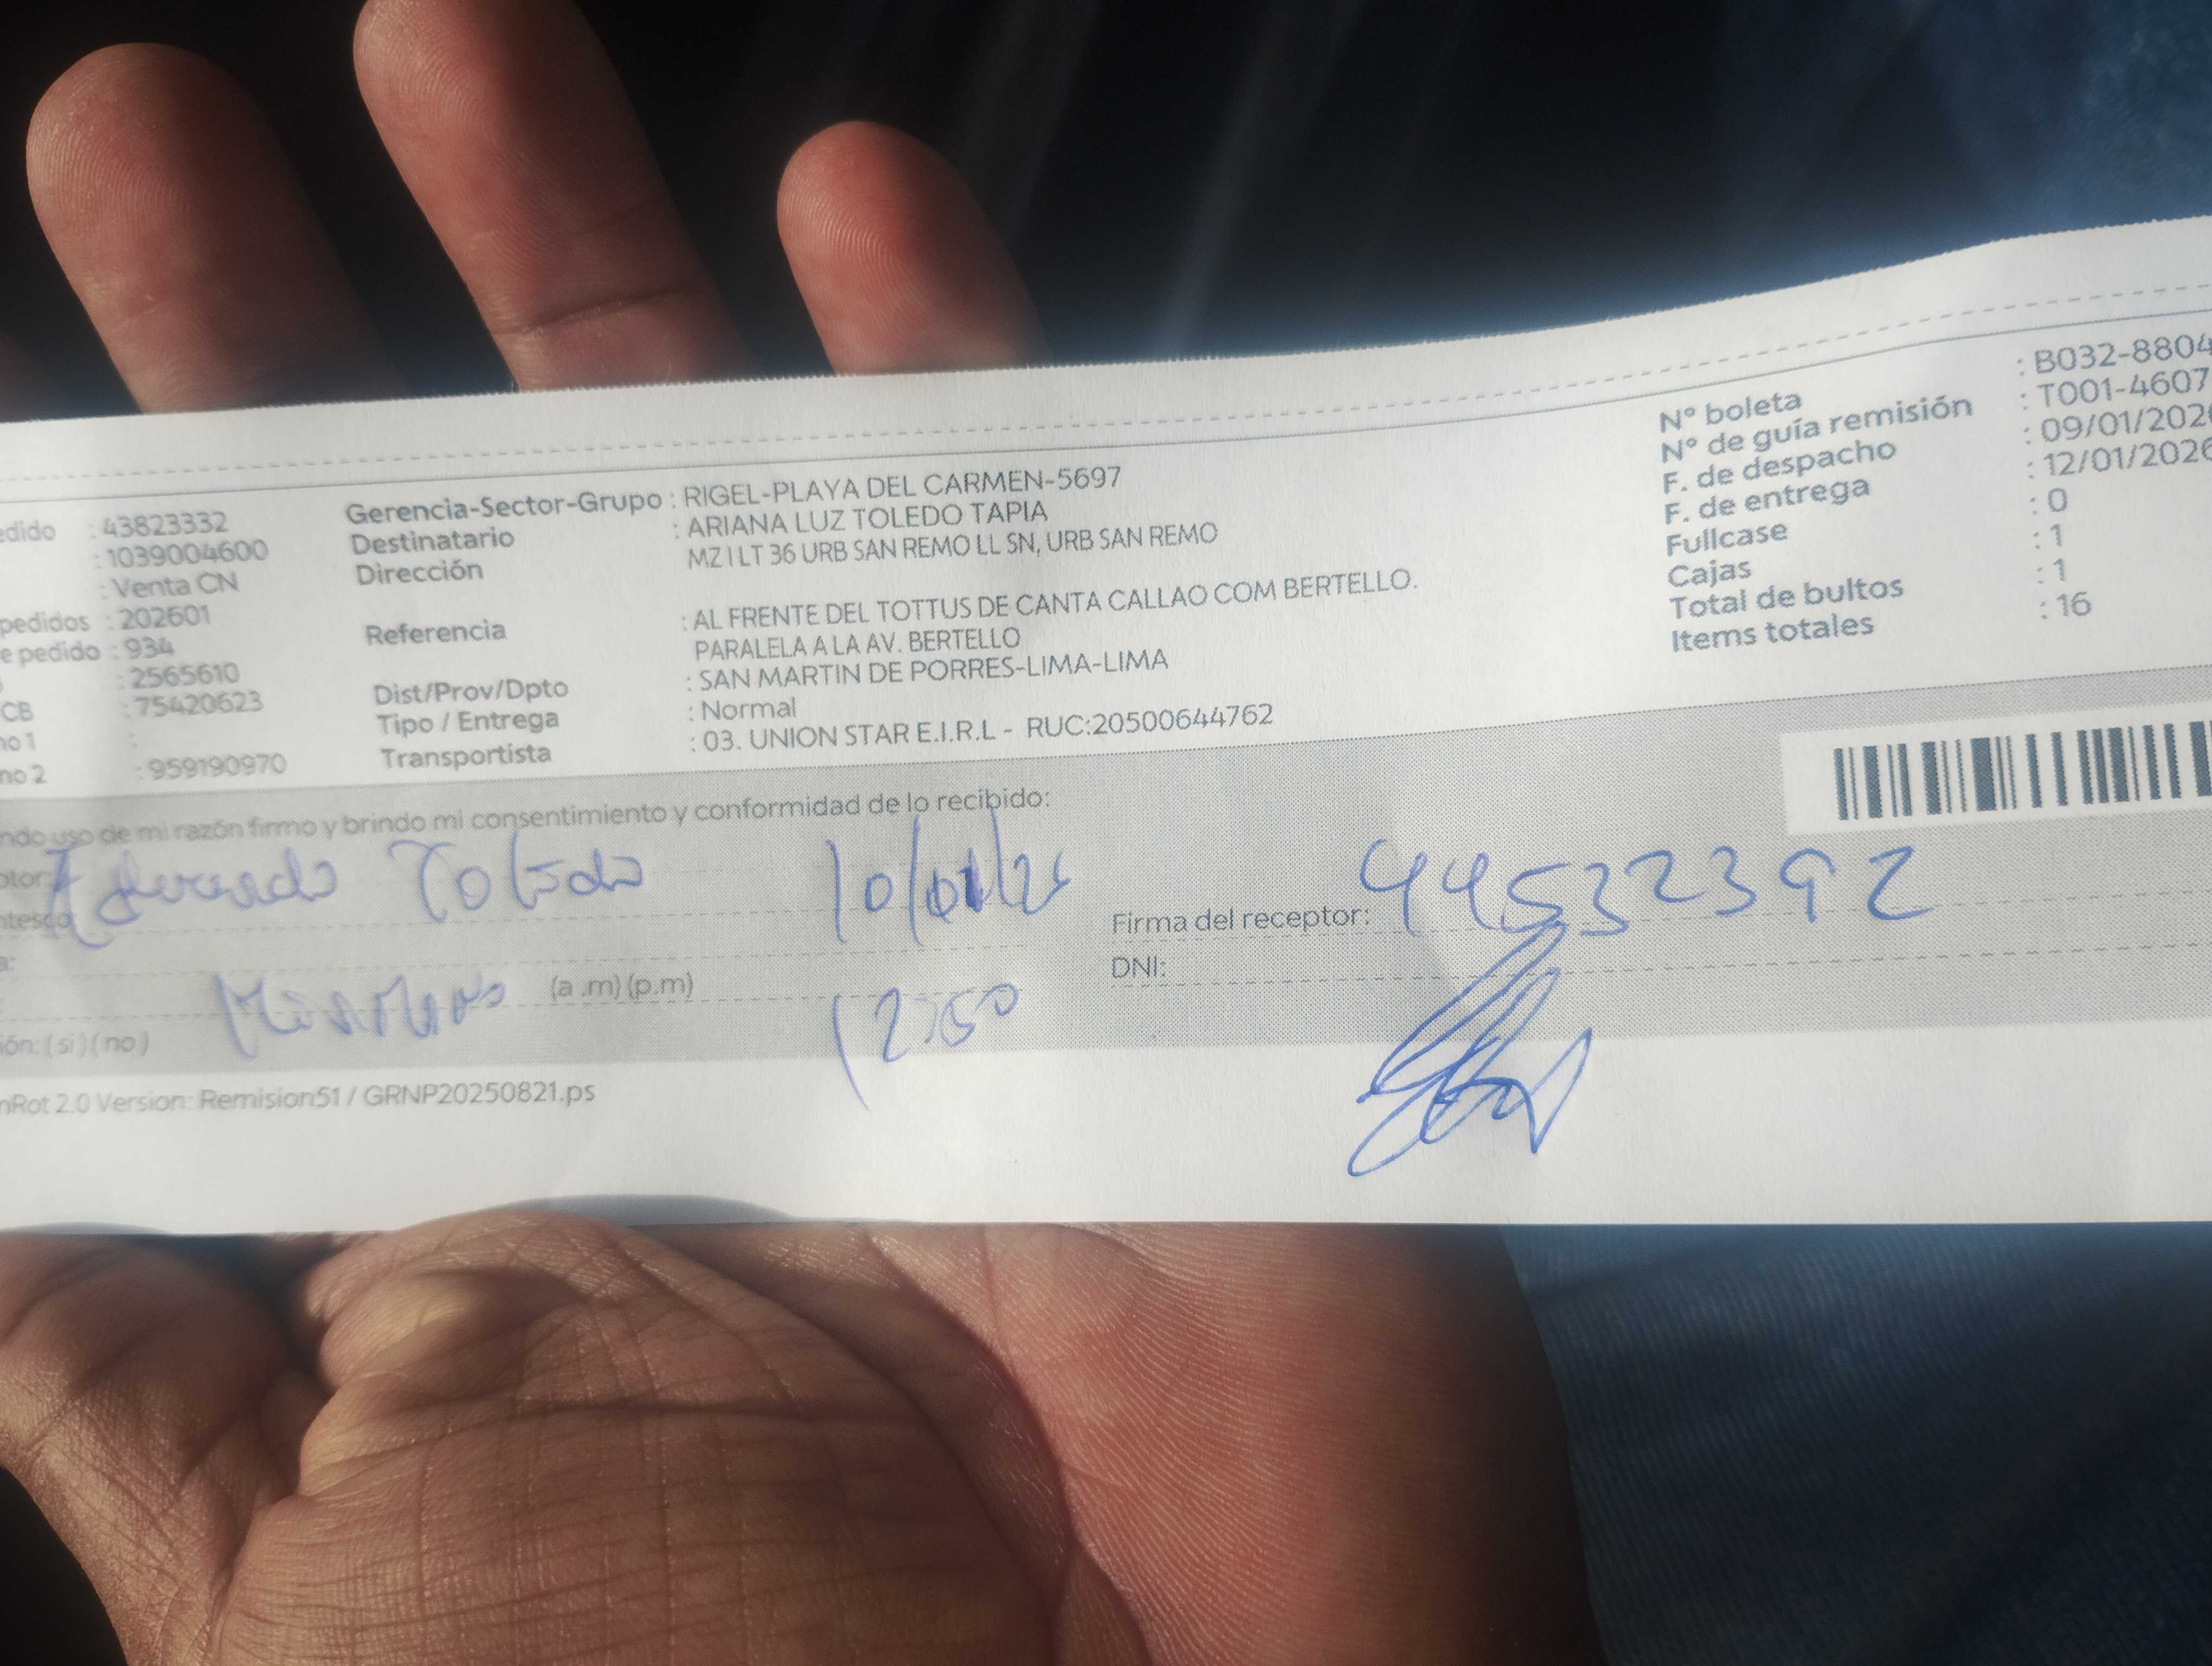 edido : 43823332
: 1039004600
: Venta CN
pedidos : 202601
e pedido : 934
: 2565610
CB : 75420623
no 1 :
no 2 : 959190970
Gerencia-Sector-Grupo : RIGEL-PLAYA DEL CARMEN-5697
Destinatario : ARIANA LUZ TOLEDO TAPIA
Dirección MZ I LT 36 URB SAN REMO LL SN, URB SAN REMO
Referencia : AL FRENTE DEL TOTTUS DE CANTA CALLAO COM BERTELLO.
PARALELA A LA AV. BERTELLO
Dist/Prov/Dpto : SAN MARTIN DE PORRES-LIMA-LIMA
Tipo / Entrega : Normal
Transportista : 03. UNION STAR E.I.R.L - RUC:20500644762
Nº boleta : B032-8804
Nº de guía remisión : T001-4607
F. de despacho : 09/01/202
F. de entrega : 12/01/2026
Fullcase : 0
Cajas : 1
Total de bultos : 1
Items totales : 16
ndo uso de mi razón firmo y brindo mi consentimiento y conformidad de lo recibido:
ptor: Eduardo Toledo 10/01/26
ntesco
a:
(a .m) (p.m) 12:50
ión: ( si ) ( no )
Firma del receptor: 44532392
DNI:
nRot 2.0 Version: Remision51 / GRNP20250821.ps